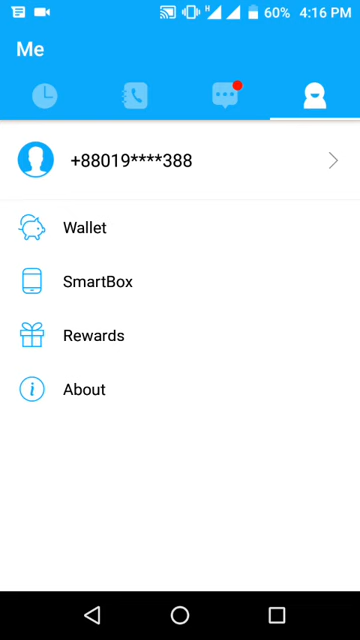 H 60% 4:16 PM
Me
+88019****388
Wallet
SmartBox
Rewards
About